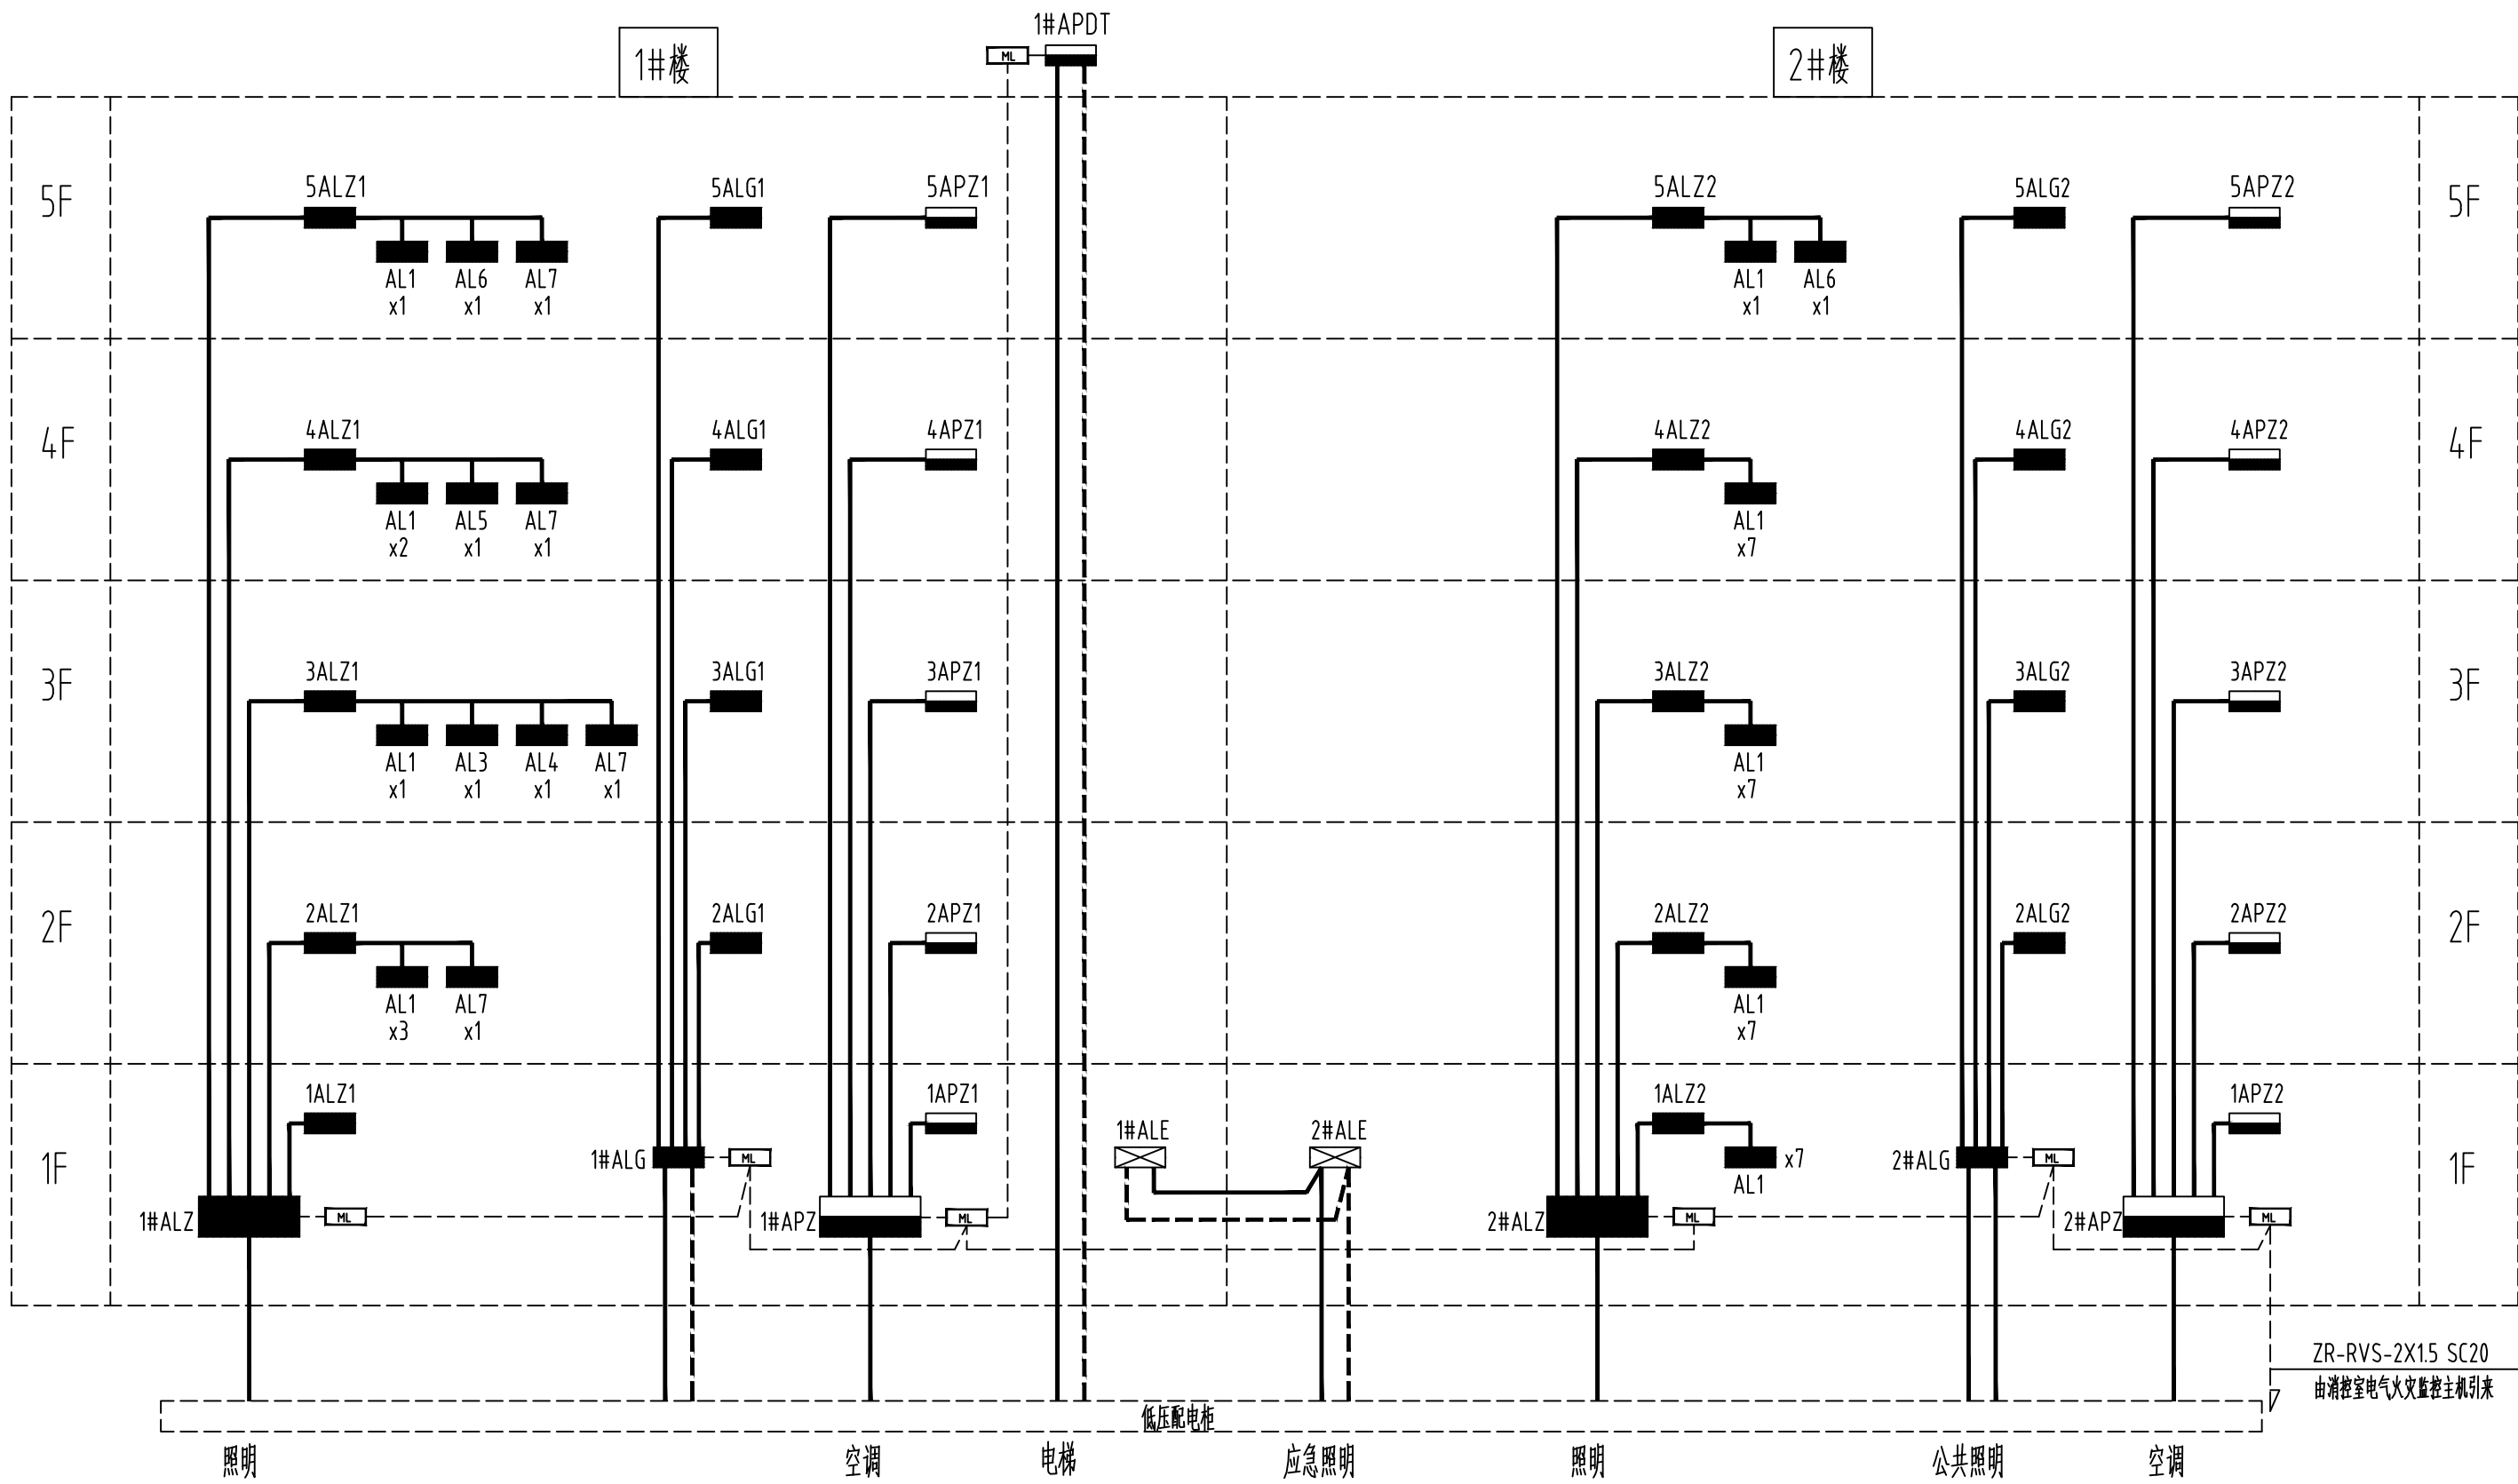 1#APDT
1#楼
ML
2#楼
5F
5ALZ1
5ALG1
5APZ1
5ALZ2
5ALG2
5APZ2
5F
AL1
x1
AL6
x1
AL7
x1
AL1
x1
AL6
x1
4F
4ALZ1
4ALG1
4APZ1
4ALZ2
4ALG2
4APZ2
4F
AL1
x2
AL5
x1
AL7
x1
AL1
x7
3F
3ALZ1
3ALG1
3APZ1
3ALZ2
3ALG2
3APZ2
3F
AL1
x1
AL3
x1
AL4
x1
AL7
x1
AL1
x7
2F
2ALZ1
2ALG1
2APZ1
2ALZ2
2ALG2
2APZ2
2F
AL1
x3
AL7
x1
AL1
x7
1F
1ALZ1
1APZ1
1ALZ2
1APZ2
1F
1#ALG
ML
1#ALE
2#ALE
x7
AL1
2#ALG
ML
1#ALZ
ML
1#APZ
ML
2#ALZ
ML
2#APZ
ML
ZR-RVS-2X1.5 SC20
由消控室电气火灾监控主机引来
低压配电柜
照明
空调
电梯
应急照明
照明
公共照明
空调